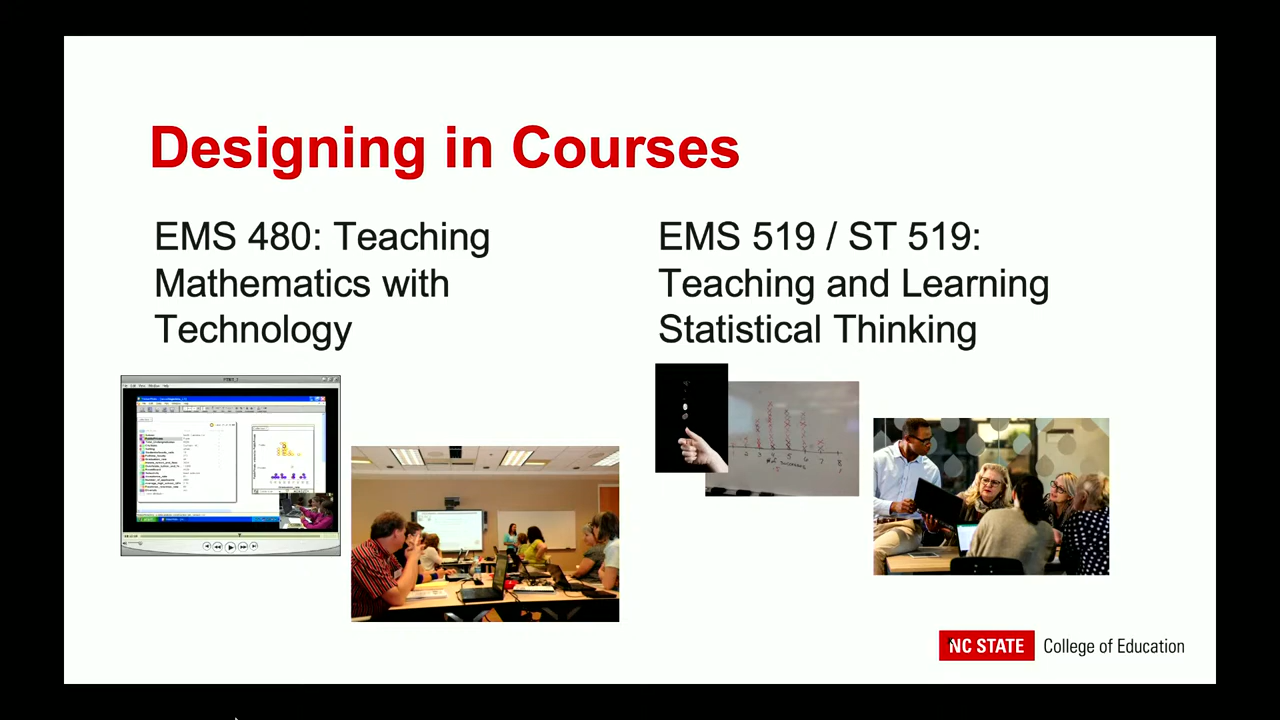 Designing in Courses
EMS 480: Teaching
Mathematics with
Technology
EMS 519 / ST 519:
Teaching and Learning
Statistical Thinking
NC STATE College of Education